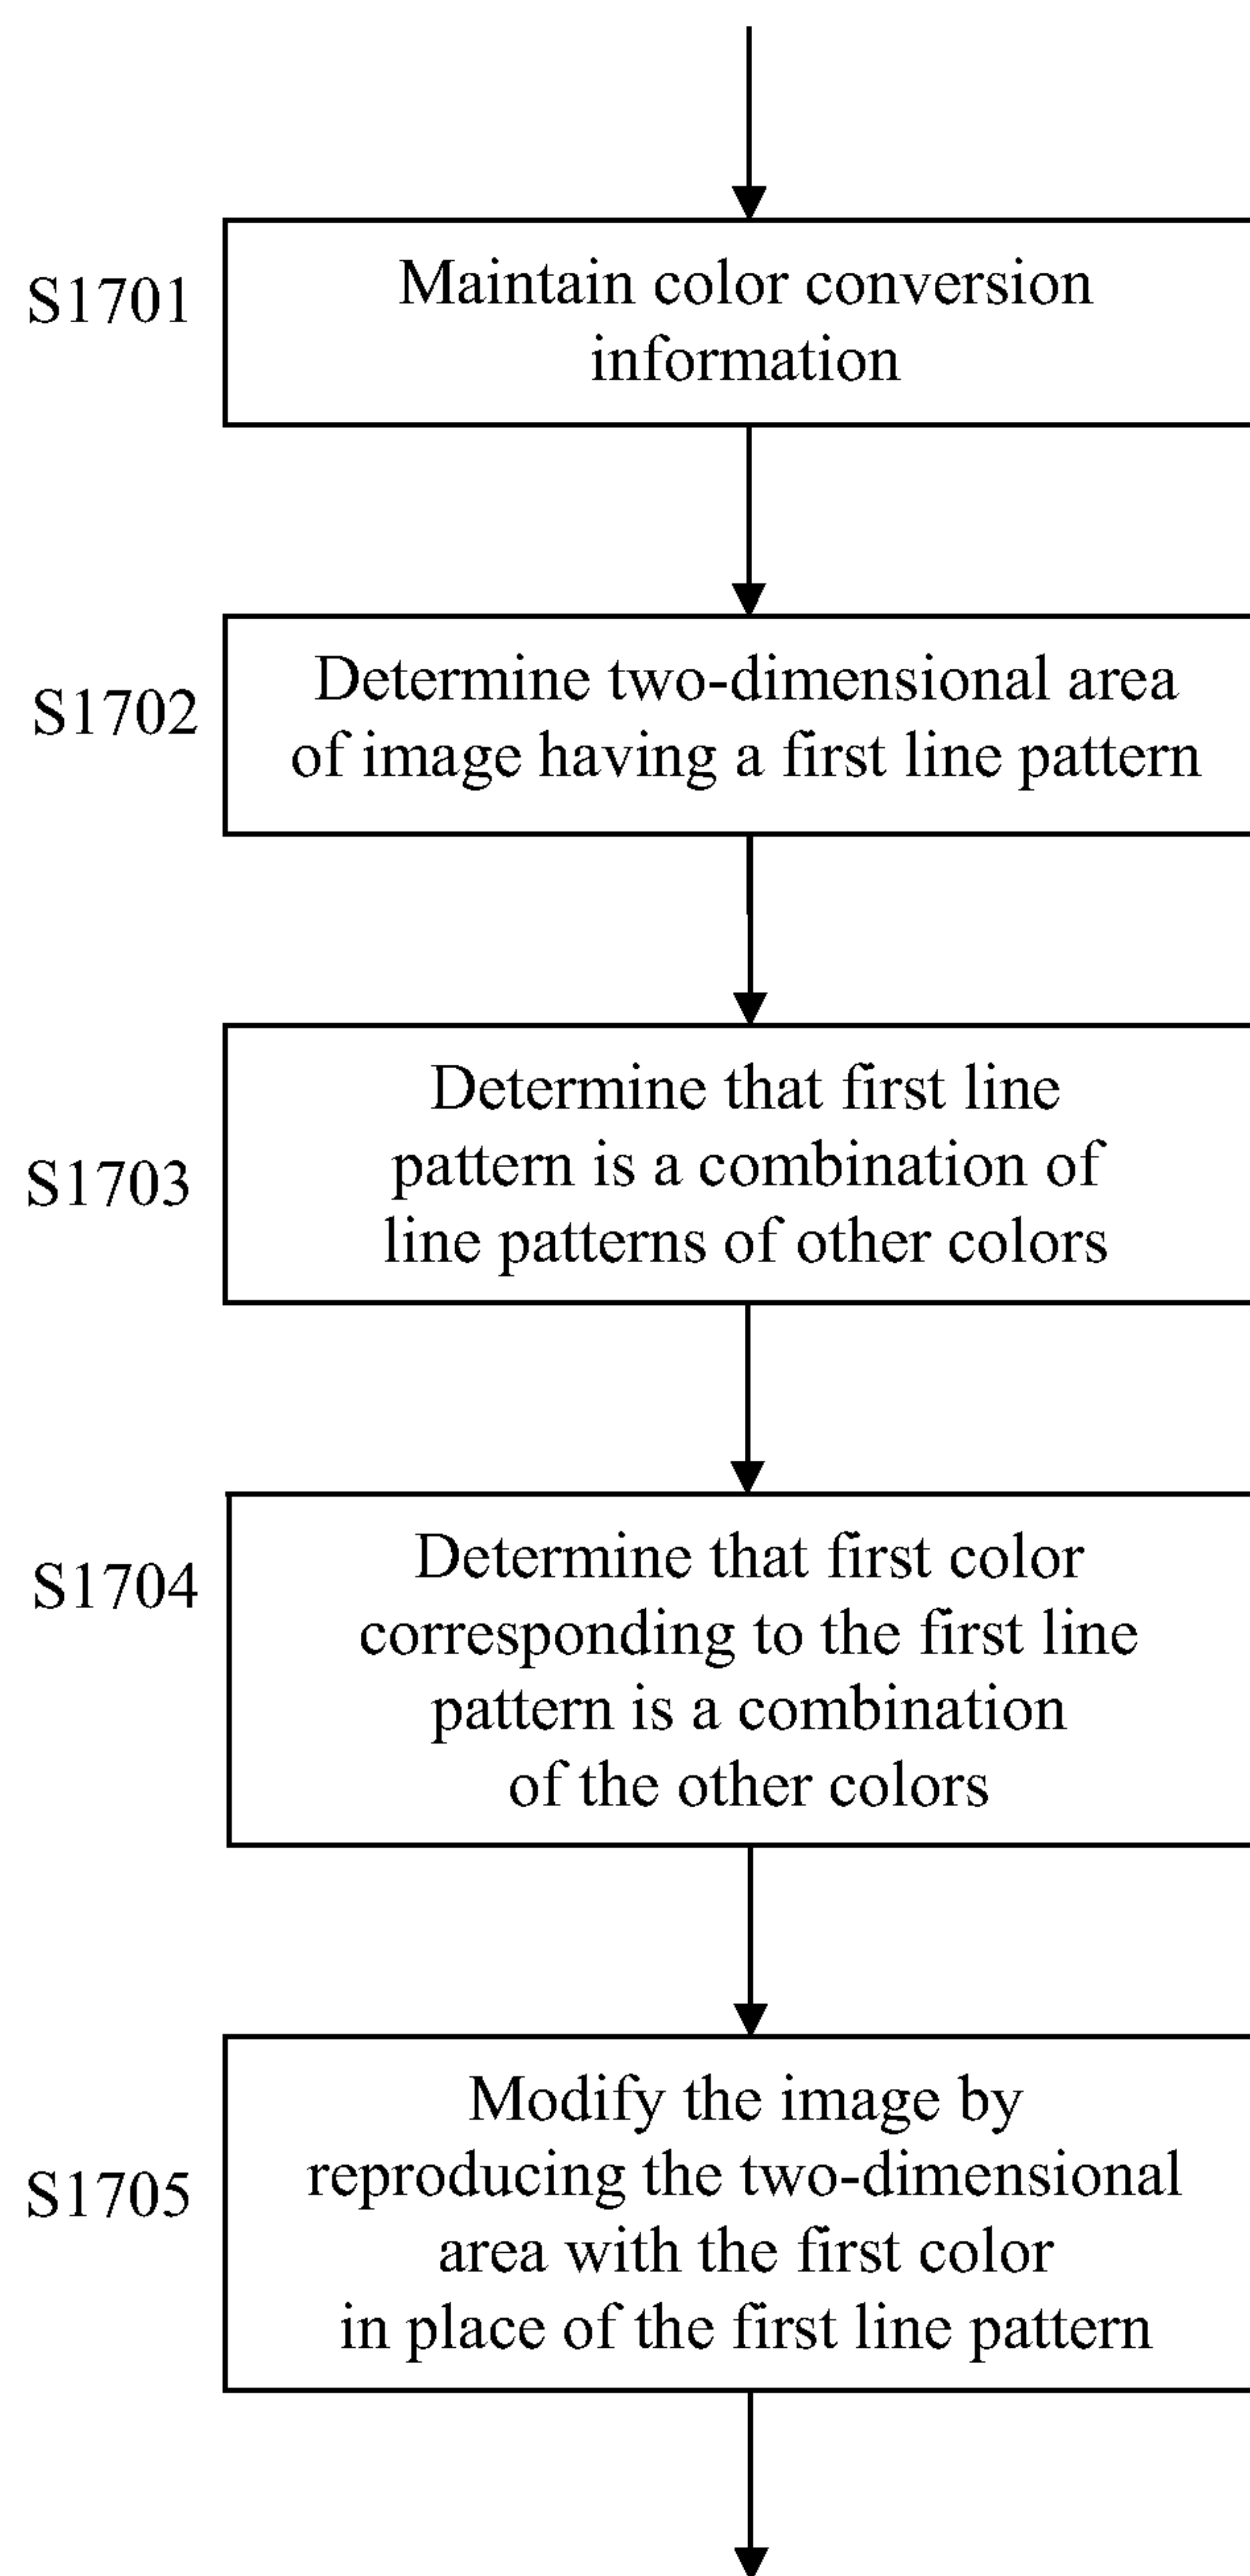 S1701
Maintain color conversion
information
S1702
Determine two-dimensional area
of image having a first line pattern
S1703
Determine that first line
pattern is a combination of
line patterns of other colors
S1704
Determine that first color
corresponding to the first line
pattern is a combination
of the other colors
S1705
Modify the image by
reproducing the two-dimensional
area with the first color
in place of the first line pattern